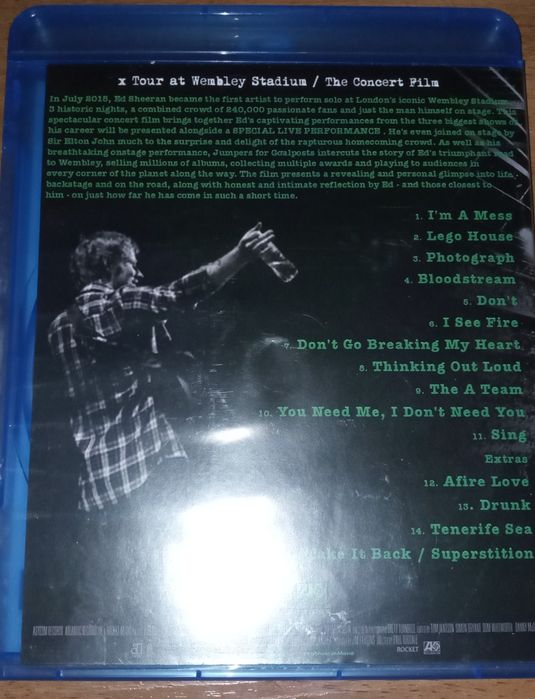 x Tour at Wembley Stadium / The Concert Film
In July 2015, Ed Sheeran became the first artist to perform solo at London's iconic Wembley Stadium.
3 historic nights, a combined crowd of 240,000 passionate fans and just the man himself on stage. This
spectacular concert film brings together Ed's captivating performances from the three biggest shows of
his career will be presented alongside a SPECIAL LIVE PERFORMANCE . He's even joined on stage by
Sir Elton John much to the surprise and delight of the rapturous homecoming crowd. As well as his
breathtaking onstage performance, Jumpers for Goalposts intercuts the story of Ed's triumphant road
to Wembley, selling millions of albums, collecting multiple awards and playing to audiences in
every corner of the planet along the way. The film presents a revealing and personal glimpse into life,
backstage and on the road, along with honest and intimate reflection by Ed - and those closest to
him - on just how far he has come in such a short time.
1. I'm A Mess
2. Lego House
3. Photograph
4. Bloodstream
5. Don't
6. I See Fire
7. Don't Go Breaking My Heart
8. Thinking Out Loud
9. The A Team
10. You Need Me, I Don't Need You
11. Sing
Extras
12. Afire Love
13. Drunk
14. Tenerife Sea
Take It Back / Superstition
ASYLUM RECORDS ATLANTIC RECORDS
ROCKET